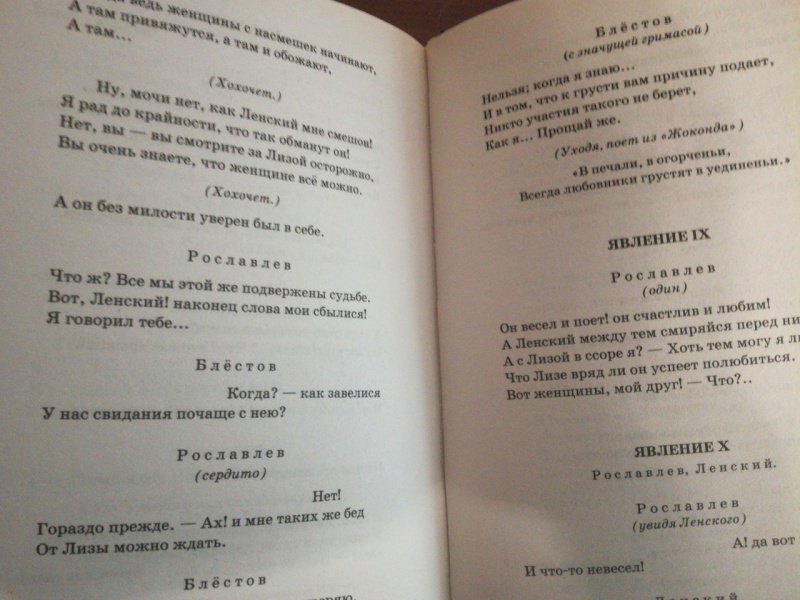 ведь женщины с насмешек начинают,
А там привяжутся, а там и обожают,
А там...
(Хохочет.)
Ну, мочи нет, как Ленский мне смешон!
Я рад до крайности, что так обманут он!
Нет, вы — вы смотрите за Лизой осторожно,
Вы очень знаете, что женщине всё можно.
(Хохочет.)
А он без милости уверен был в себе.
Рославлев
Что ж? Все мы этой же подвержены судьбе.
Вот, Ленский! наконец слова мои сбылися!
Я говорил тебе...
Блёстов
Когда? — как завелися
У нас свидания почаще с нею?
Рославлев
(сердито)
Нет!
Гораздо прежде. — Ах! и мне таких же бед
От Лизы можно ждать.
Блёстов
Блёстов
(с значущей гримасой)
Нельзя; когда я знаю...
И в том, что к грусти вам причину подает,
Никто участия такого не берет,
Как я... Прощай же.
(Уходя, поет из «Жоконда»)
«В печали, в огорченьи,
Всегда любовники грустят в уединеньи.»
ЯВЛЕНИЕ IX
Рославлев
(один)
Он весел и поет! он счастлив и любим!
А Ленский между тем смиряйся перед ни
А с Лизой в ссоре я? — Хоть тем могу я л
Что Лизе вряд ли он успеет полюбиться.
Вот женщины, мой друг! — Что?..
ЯВЛЕНИЕ X
Рославлев, Ленский.
Рославлев
(увидя Ленского)
А! да вот
И что-то невесел!
Ленский